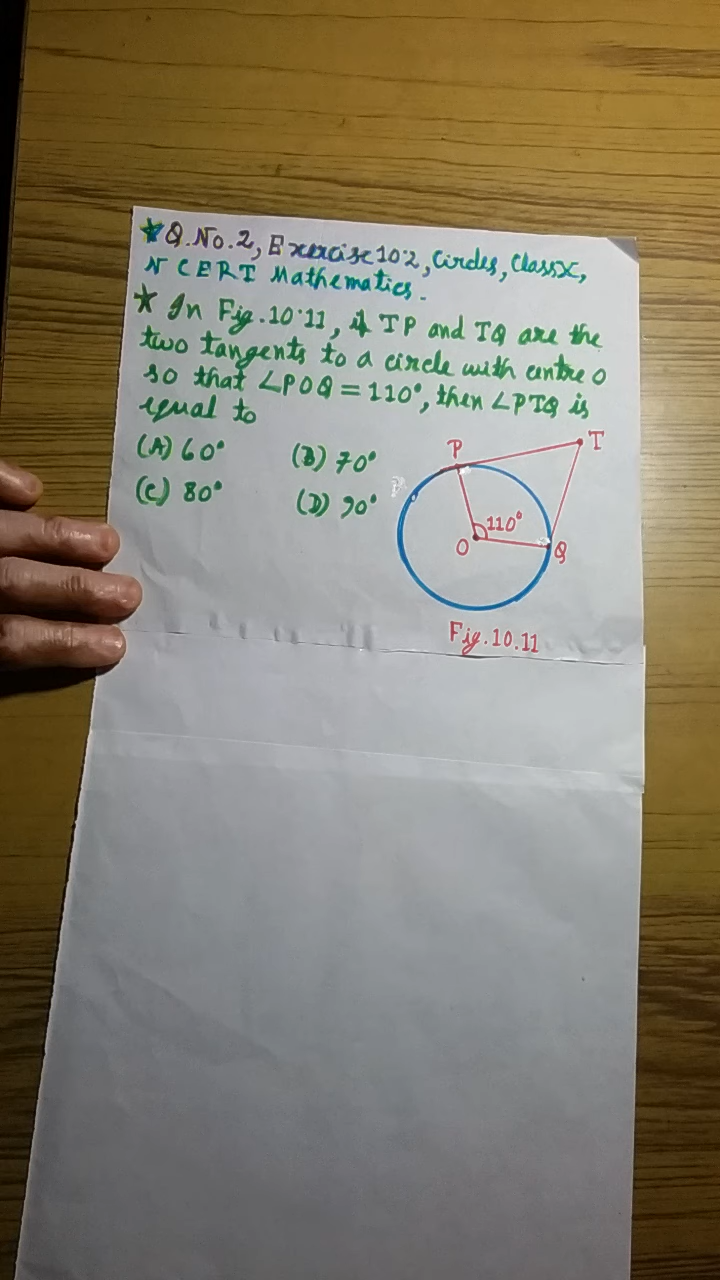 ★ Q.No.2, Exercise 10.2, Circles, Class X,
NCERT Mathematics.
★ In Fig.10.11, if TP and TQ are the
two tangents to a circle with centre O
so that ∠POQ = 110°, then ∠PTQ is
equal to
(A) 60° (B) 70°
(C) 80° (D) 90°
P
T
110°
O
Q
Fig.10.11